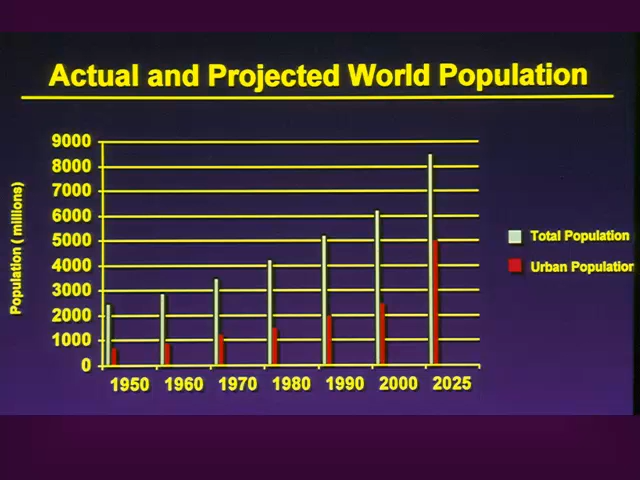 Actual and Projected World Population
Population ( millions)
9000
8000
7000
6000
5000
4000
3000
2000
1000
0
1950 1960 1970 1980 1990 2000 2025
Total Population
Urban Population